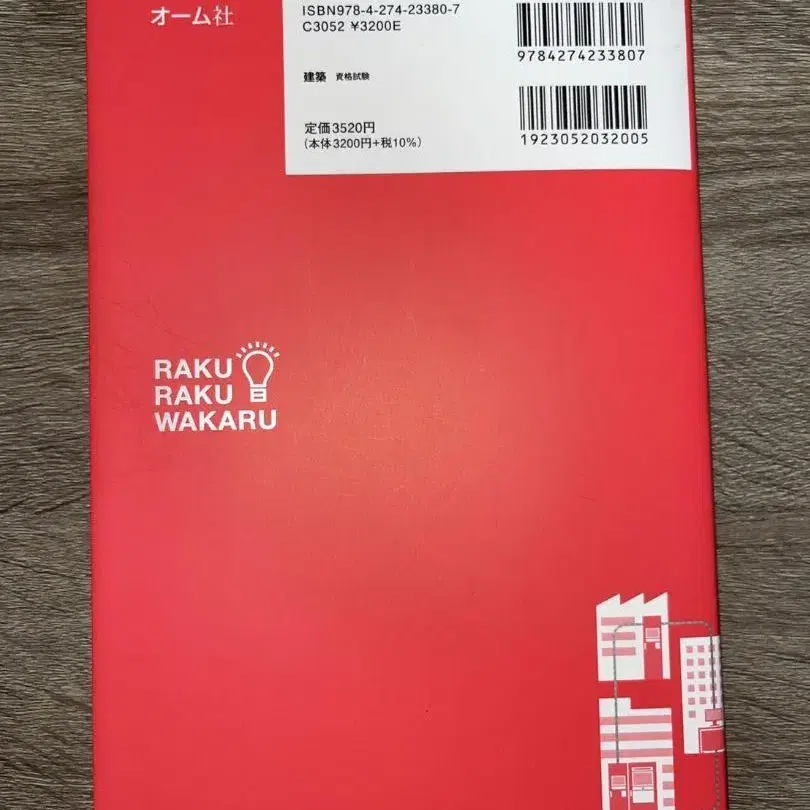 オーム社
ISBN978-4-274-23380-7
C3052 ¥3200E
建築 資格試験
定価3520円
(本体3200円+税10%)
9784274233807
1923052032005
RAKU
RAKU
WAKARU